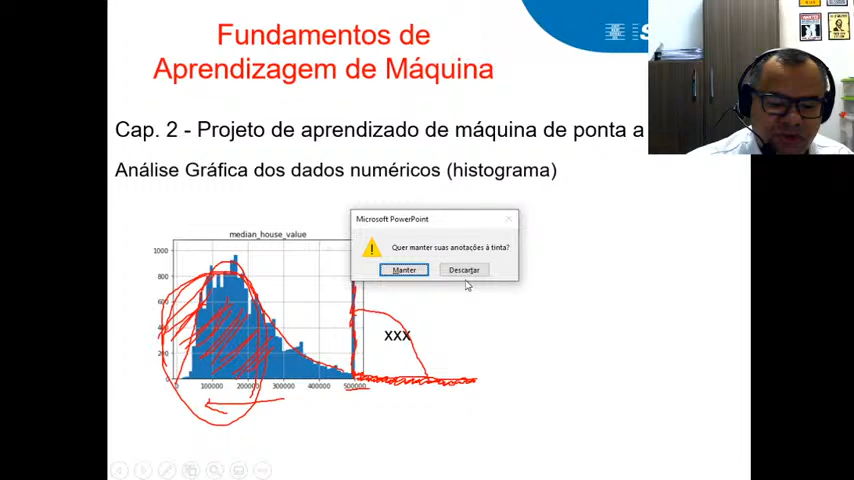 Fundamentos de
Aprendizagem de Máquina
WANTED
Cap. 2 - Projeto de aprendizado de máquina de ponta a
Análise Gráfica dos dados numéricos (histograma)
Microsoft PowerPoint
Quer manter suas anotações à tinta?
Manter
Descartar
median_house_value
1000
800
600
400
200
0
XXX
100000
200000
300000
400000
500000